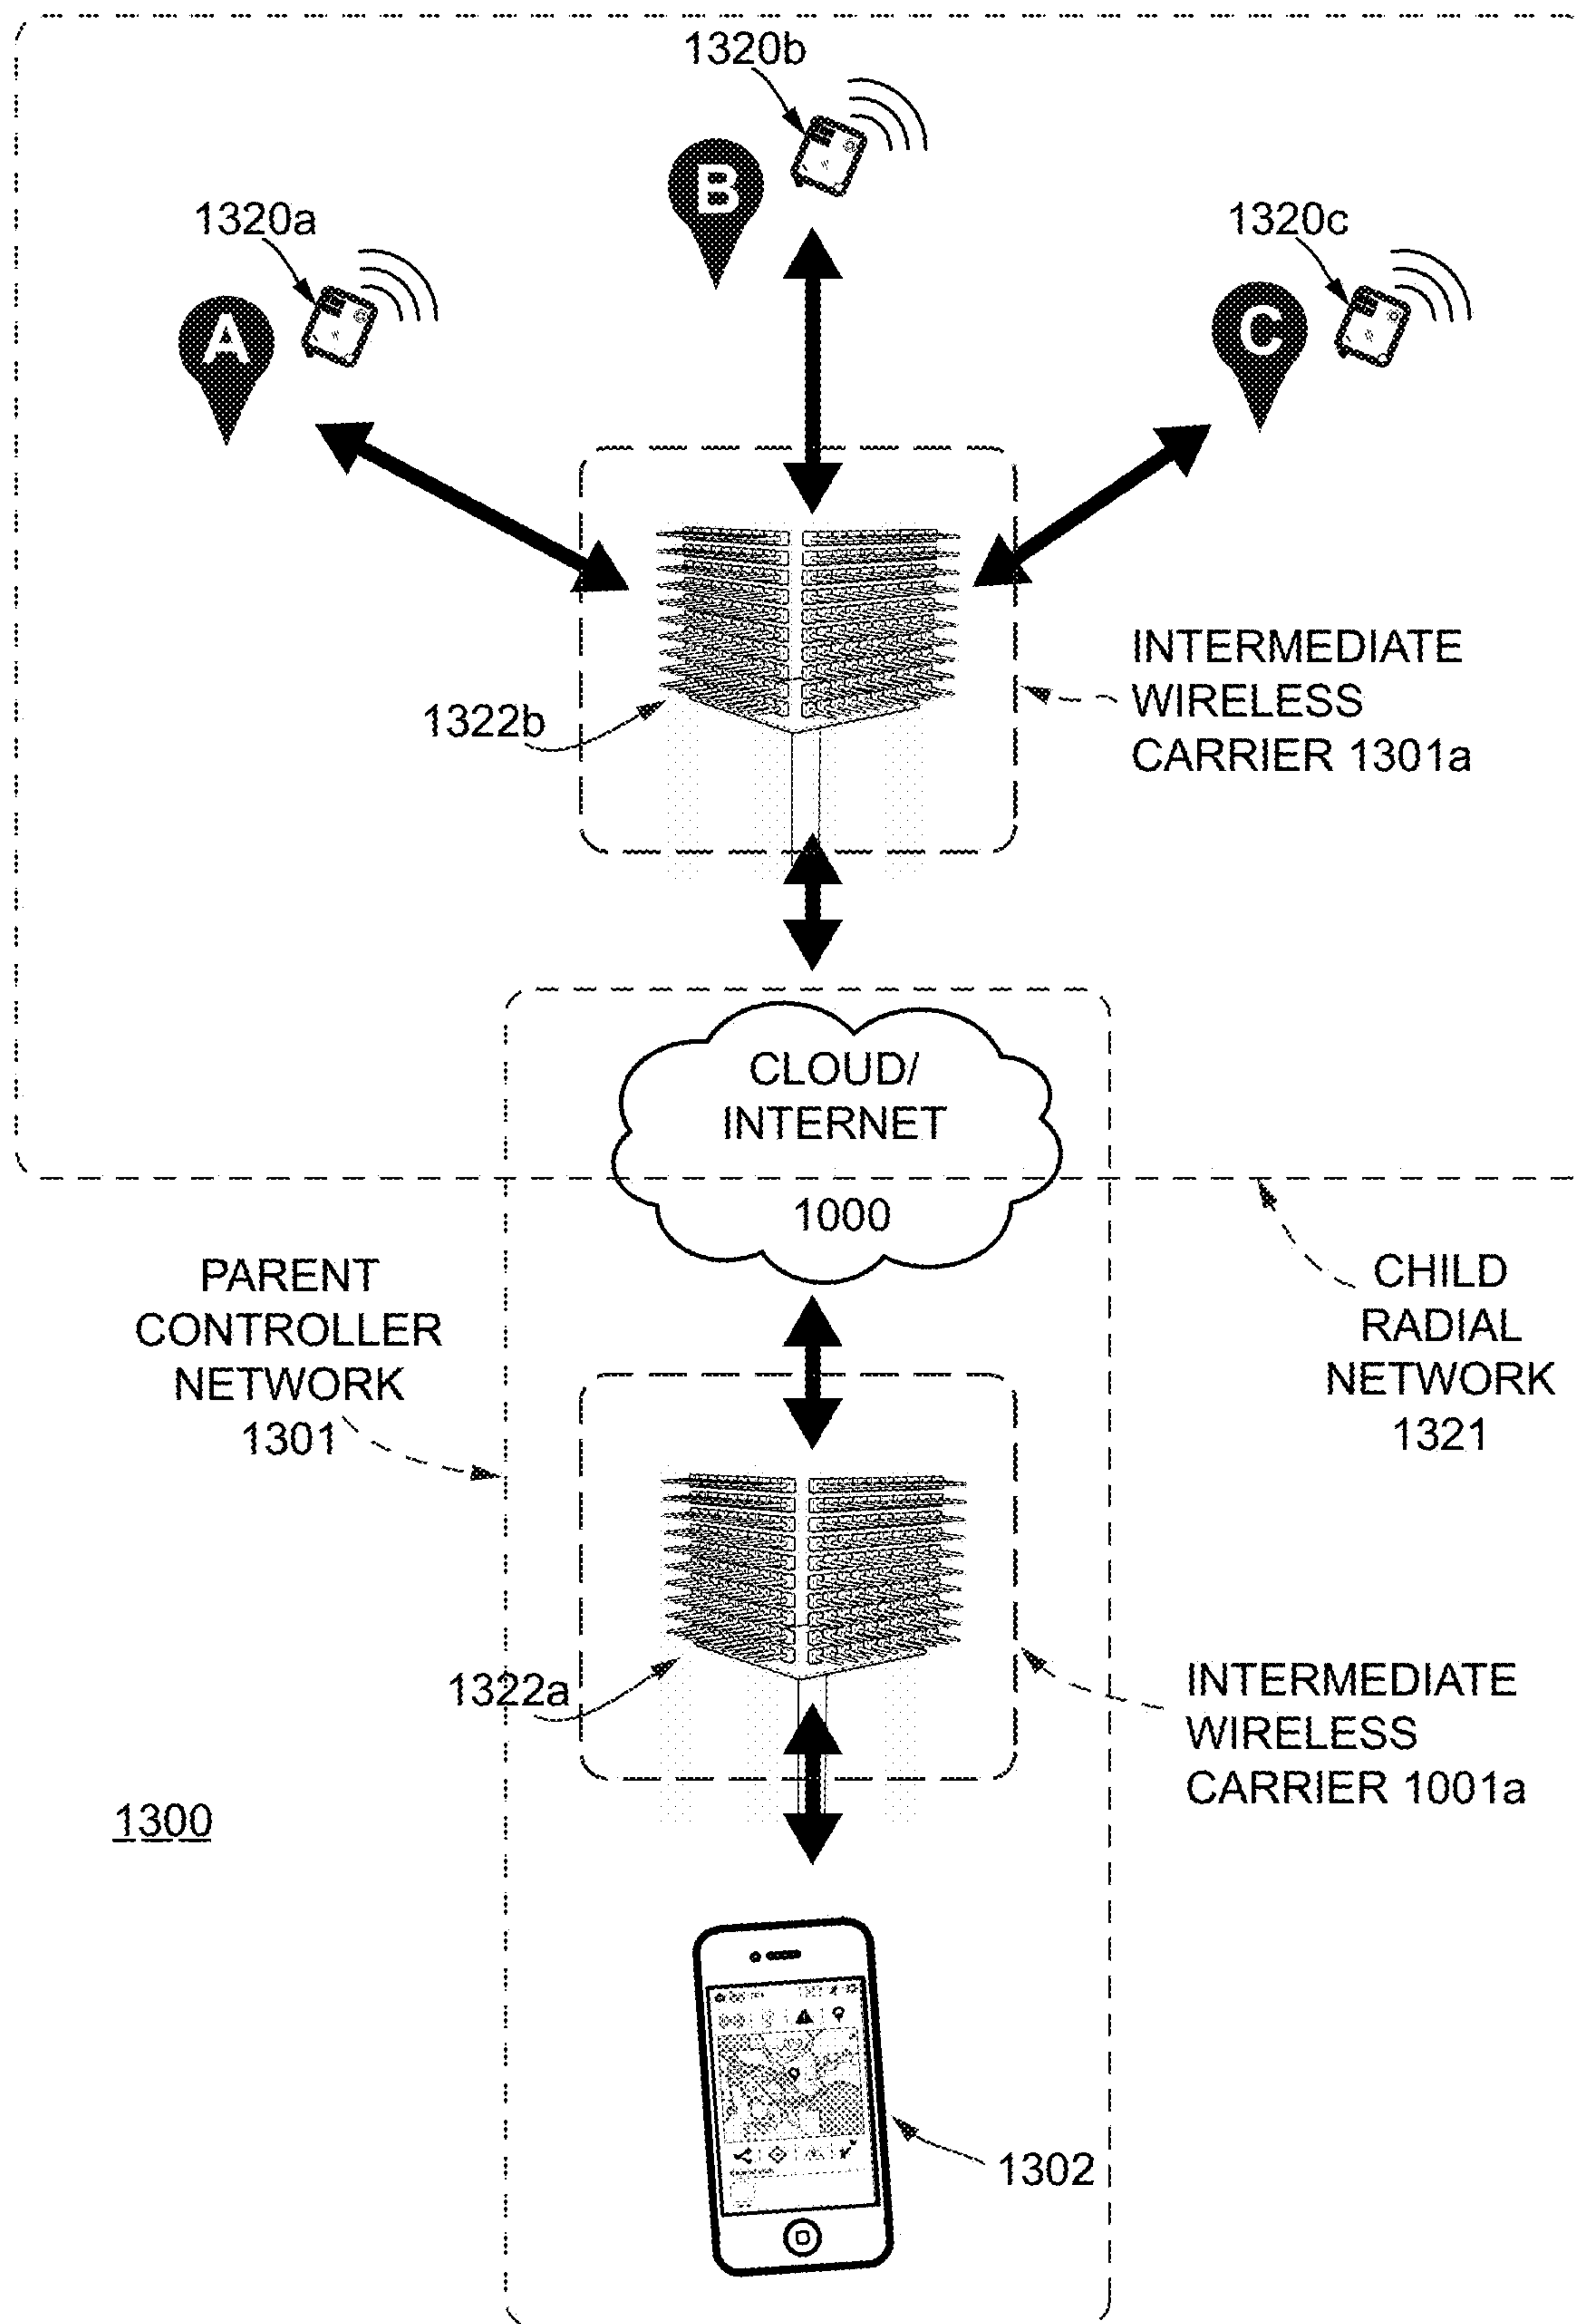 1320b
B
1320a
1320c
A
C
INTERMEDIATE
WIRELESS
CARRIER 1301a
1322b
CLOUD/
INTERNET
1000
PARENT
CONTROLLER
NETWORK
1301
CHILD
RADIAL
NETWORK
1321
1322a
INTERMEDIATE
WIRELESS
CARRIER 1001a
1300
1302